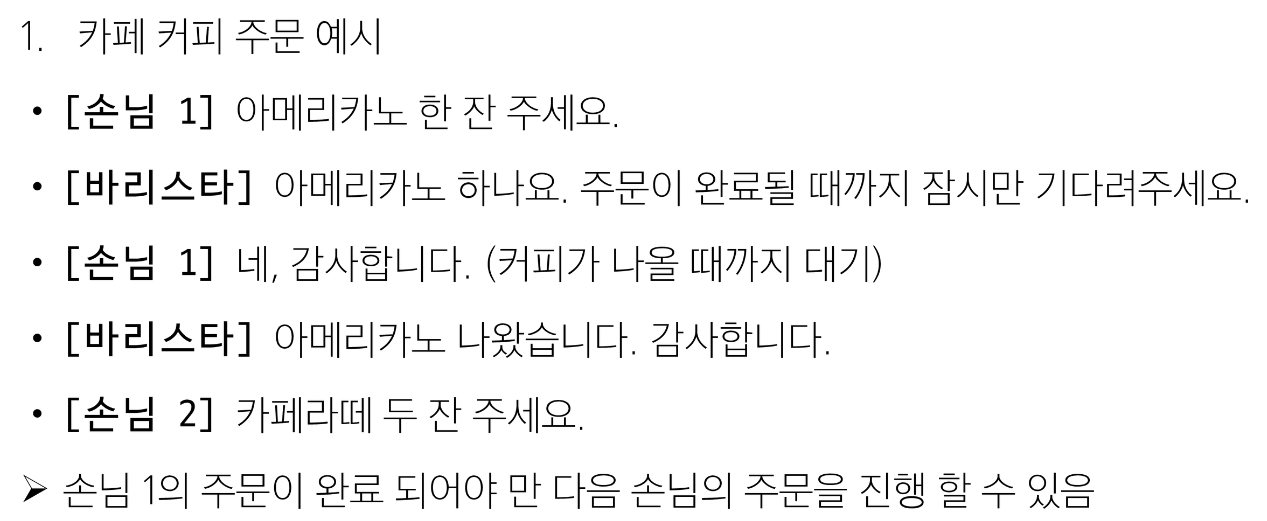 1. 카페 커피 주문 예시
• [손님 1] 아메리카노 한 잔 주세요.
• [바리스타] 아메리카노 하나요. 주문이 완료될 때까지 잠시만 기다려주세요.
• [손님 1] 네, 감사합니다. (커피가 나올 때까지 대기)
• [바리스타] 아메리카노 나왔습니다. 감사합니다.
• [손님 2] 카페라떼 두 잔 주세요.
➢ 손님 1의 주문이 완료 되어야 만 다음 손님의 주문을 진행 할 수 있음